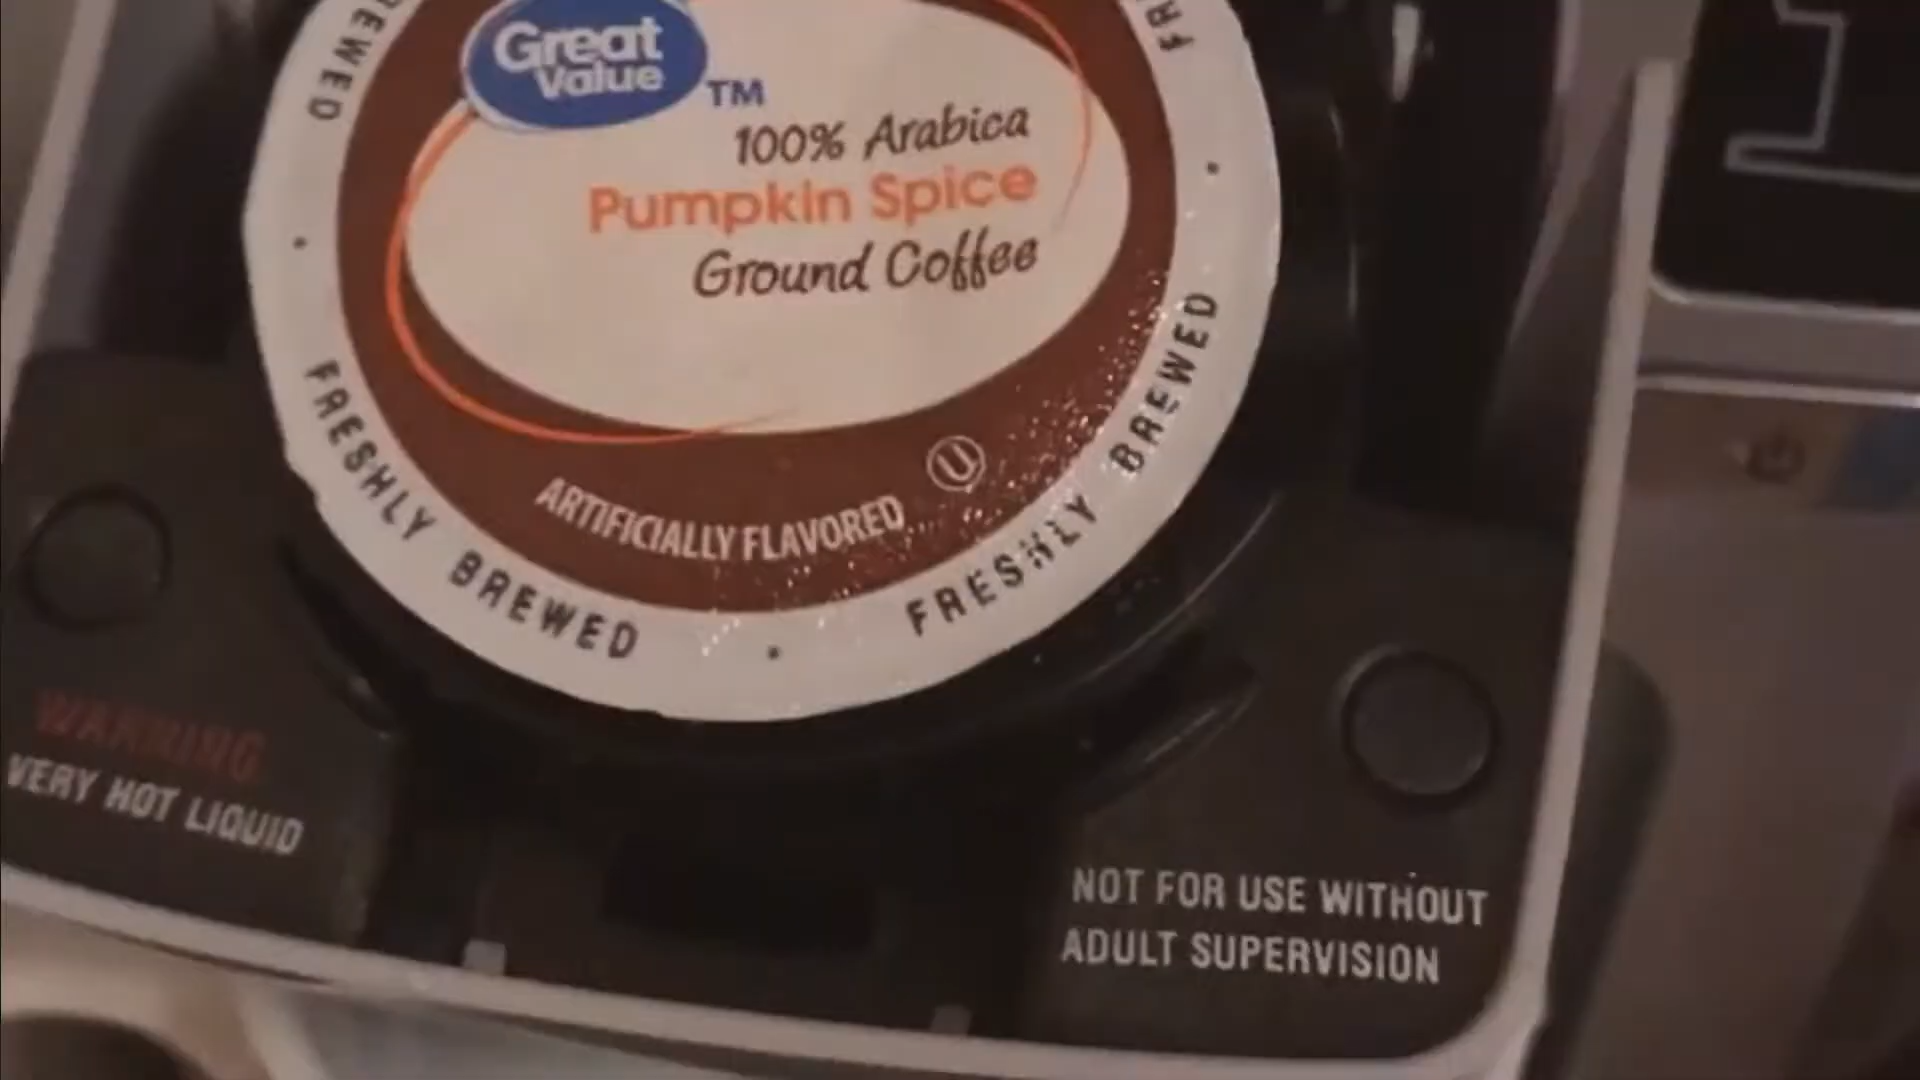 Great
Value
TM
100% Arabica
Pumpkin Spice
Ground Coffee
ARTIFICIALLY FLAVORED
U
FRESHLY BREWED
·
FRESHLY BREWED
·
BREWED
·
WARNING
VERY HOT LIQUID
NOT FOR USE WITHOUT
ADULT SUPERVISION